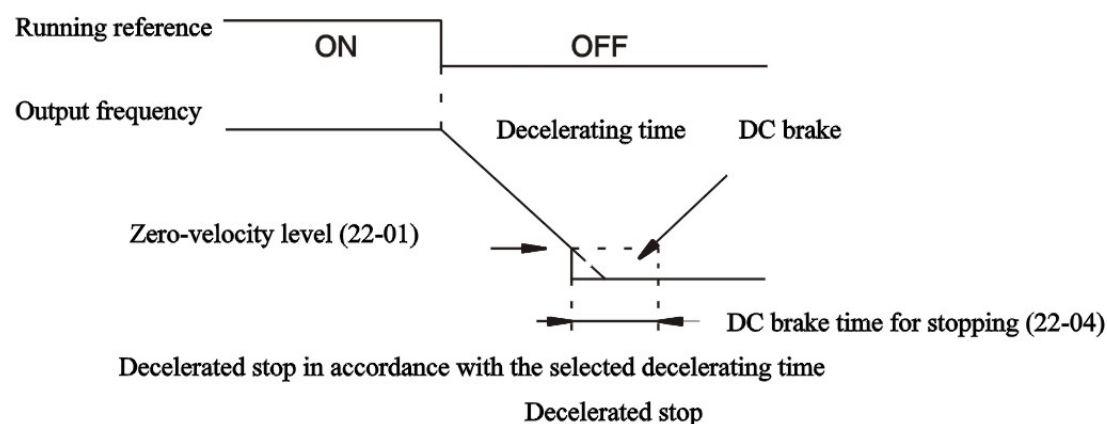 Running reference
ON
OFF
Output frequency
Decelerating time
DC brake
Zero-velocity level (22-01)
DC brake time for stopping (22-04)
Decelerated stop in accordance with the selected decelerating time
Decelerated stop